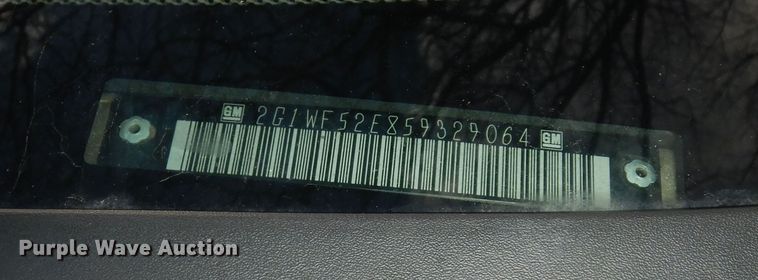 GM 2G1WF52E859329064 GM
Purple Wave Auction